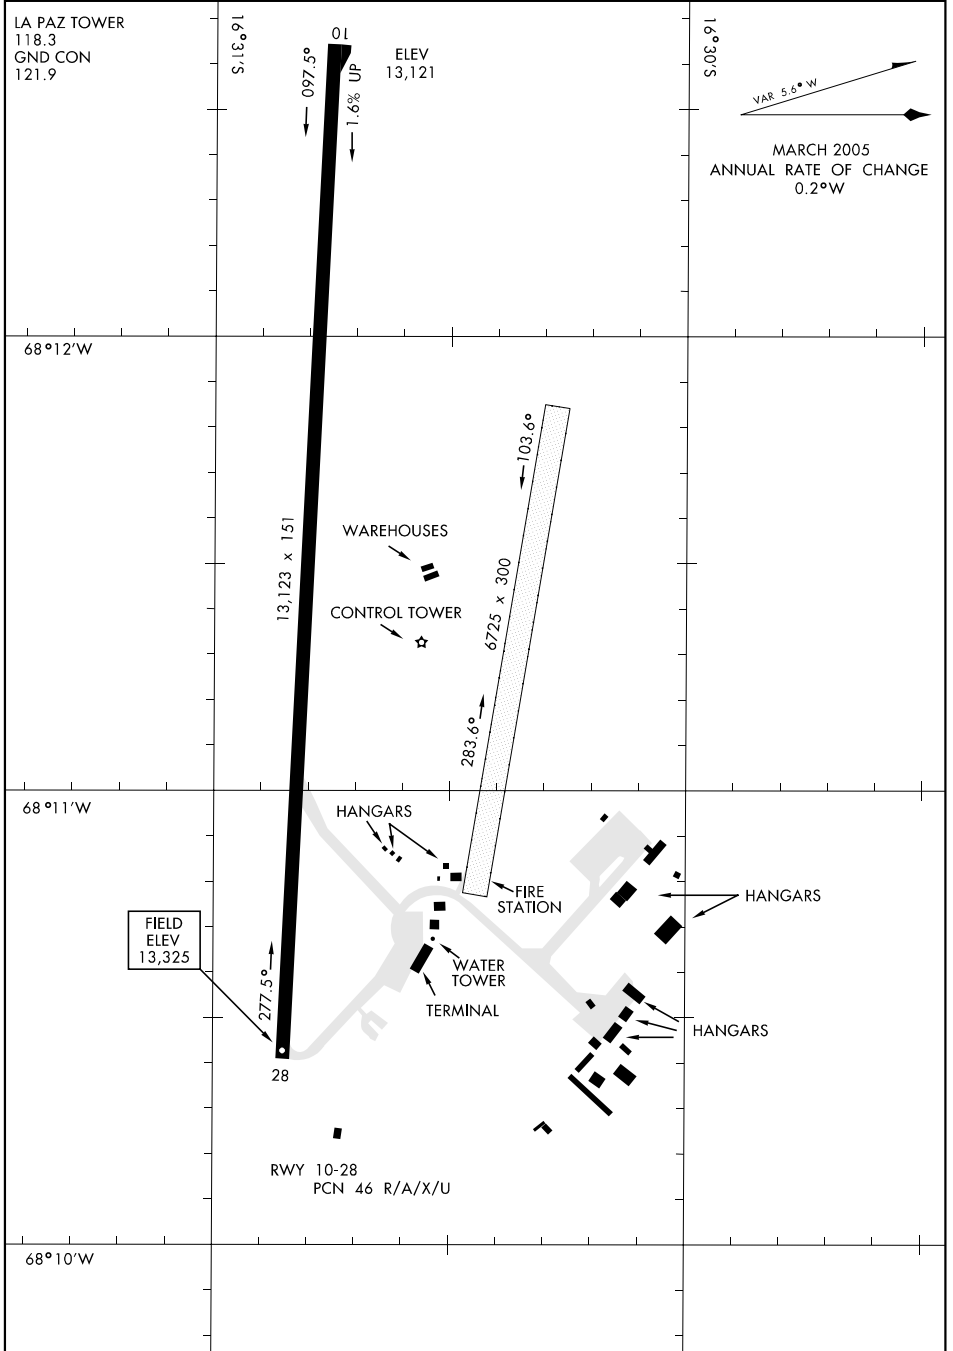 LA PAZ TOWER
118.3
GND CON
121.9
16°31'S
10
ELEV
13,121
16°30'S
097.5°
1.6% UP
VAR 5.6° W
MARCH 2005
ANNUAL RATE OF CHANGE
0.2°W
68°12'W
103.6°
13,123 x 151
WAREHOUSES
6725 x 300
CONTROL TOWER
283.6°
68°11'W
HANGARS
FIRE
STATION
HANGARS
FIELD
ELEV
13,325
277.5°
WATER
TOWER
TERMINAL
HANGARS
28
RWY 10-28
PCN 46 R/A/X/U
68°10'W